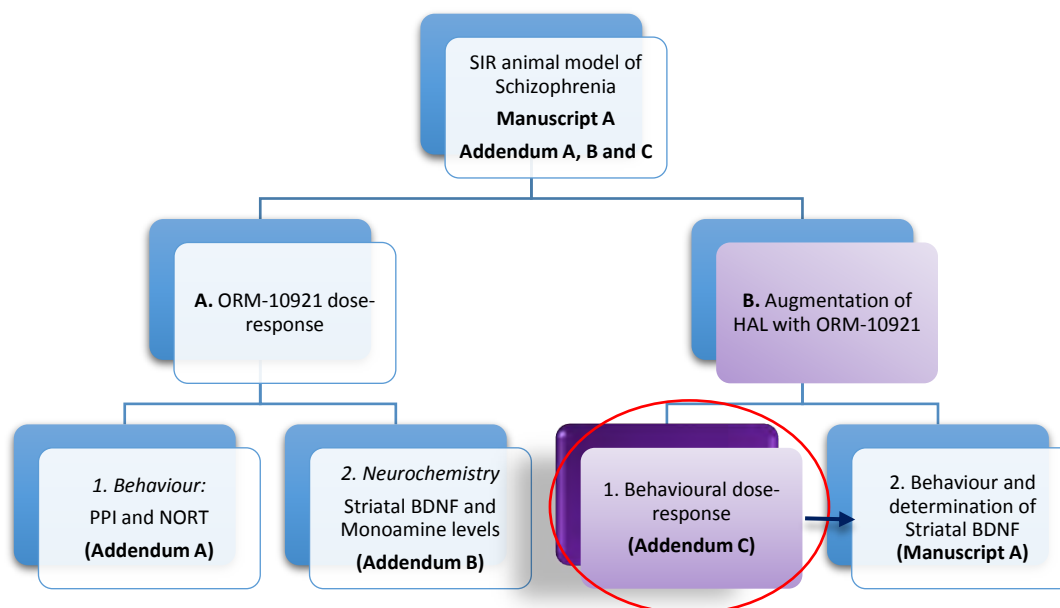 SIR animal model of
Schizophrenia
Manuscript A
Addendum A, B and C
A. ORM-10921 dose-
response
B. Augmentation of
HAL with ORM-10921
1. Behaviour:
PPI and NORT
(Addendum A)
2. Neurochemistry
Striatal BDNF and
Monoamine levels
(Addendum B)
1. Behavioural dose-
response
(Addendum C)
2. Behaviour and
determination of
Striatal BDNF
(Manuscript A)